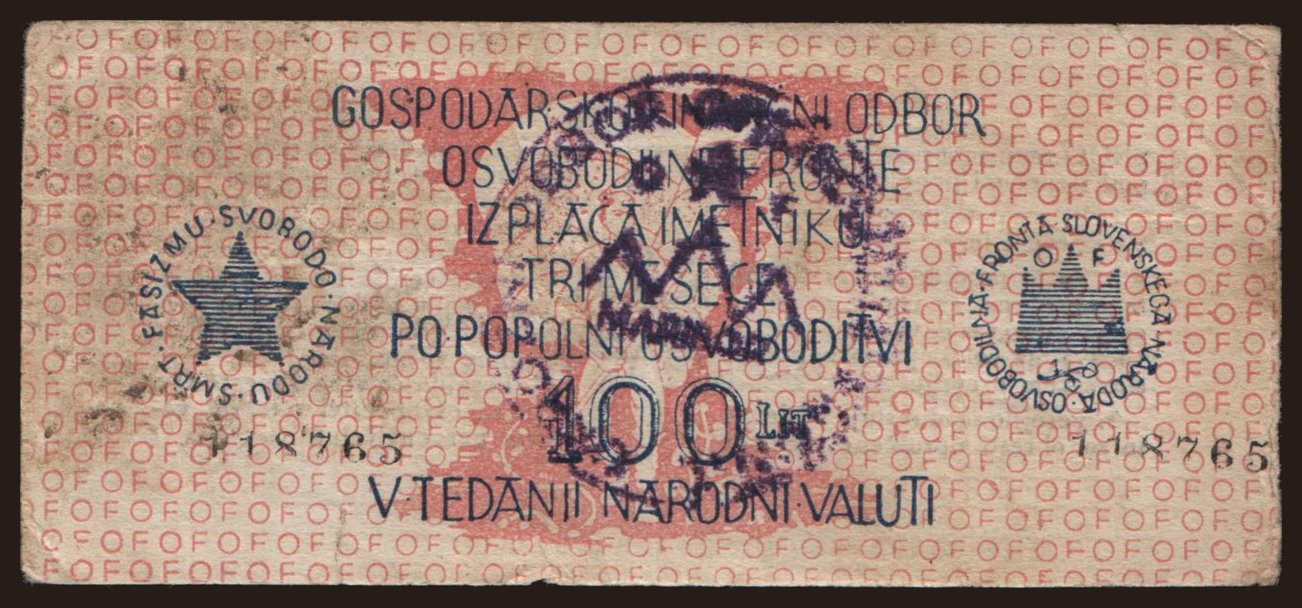 GOSPODARSKO FINANČNI ODBOR
OSVOBODILNE FRONTE
IZPLAČA IMETNIKU
TRI MESECE
PO·POPOLNI OSVOBODITVI
100 LIT
V·TEDANJI NARODNI·VALUTI
SMRT·FAŠIZMU·SVOBODO·NARODU·
OSVOBODILNA·FRONTA·SLOVENSKEGA NARODA·
O F
118765
118765